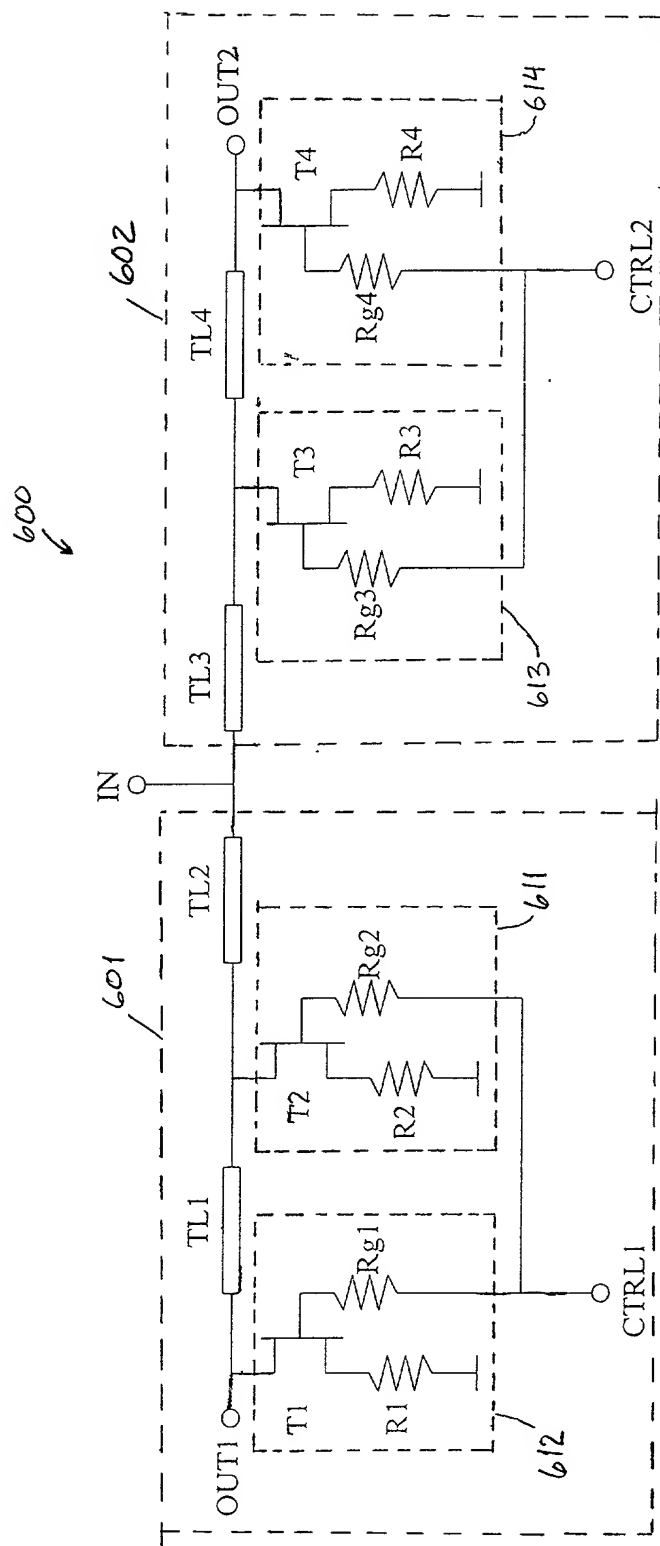 600
601
602
IN
OUT1
TL1
TL2
TL3
TL4
OUT2
T1
Rg1
R1
612
T2
Rg2
R2
611
T3
Rg3
R3
613
T4
Rg4
R4
614
CTRL1
CTRL2